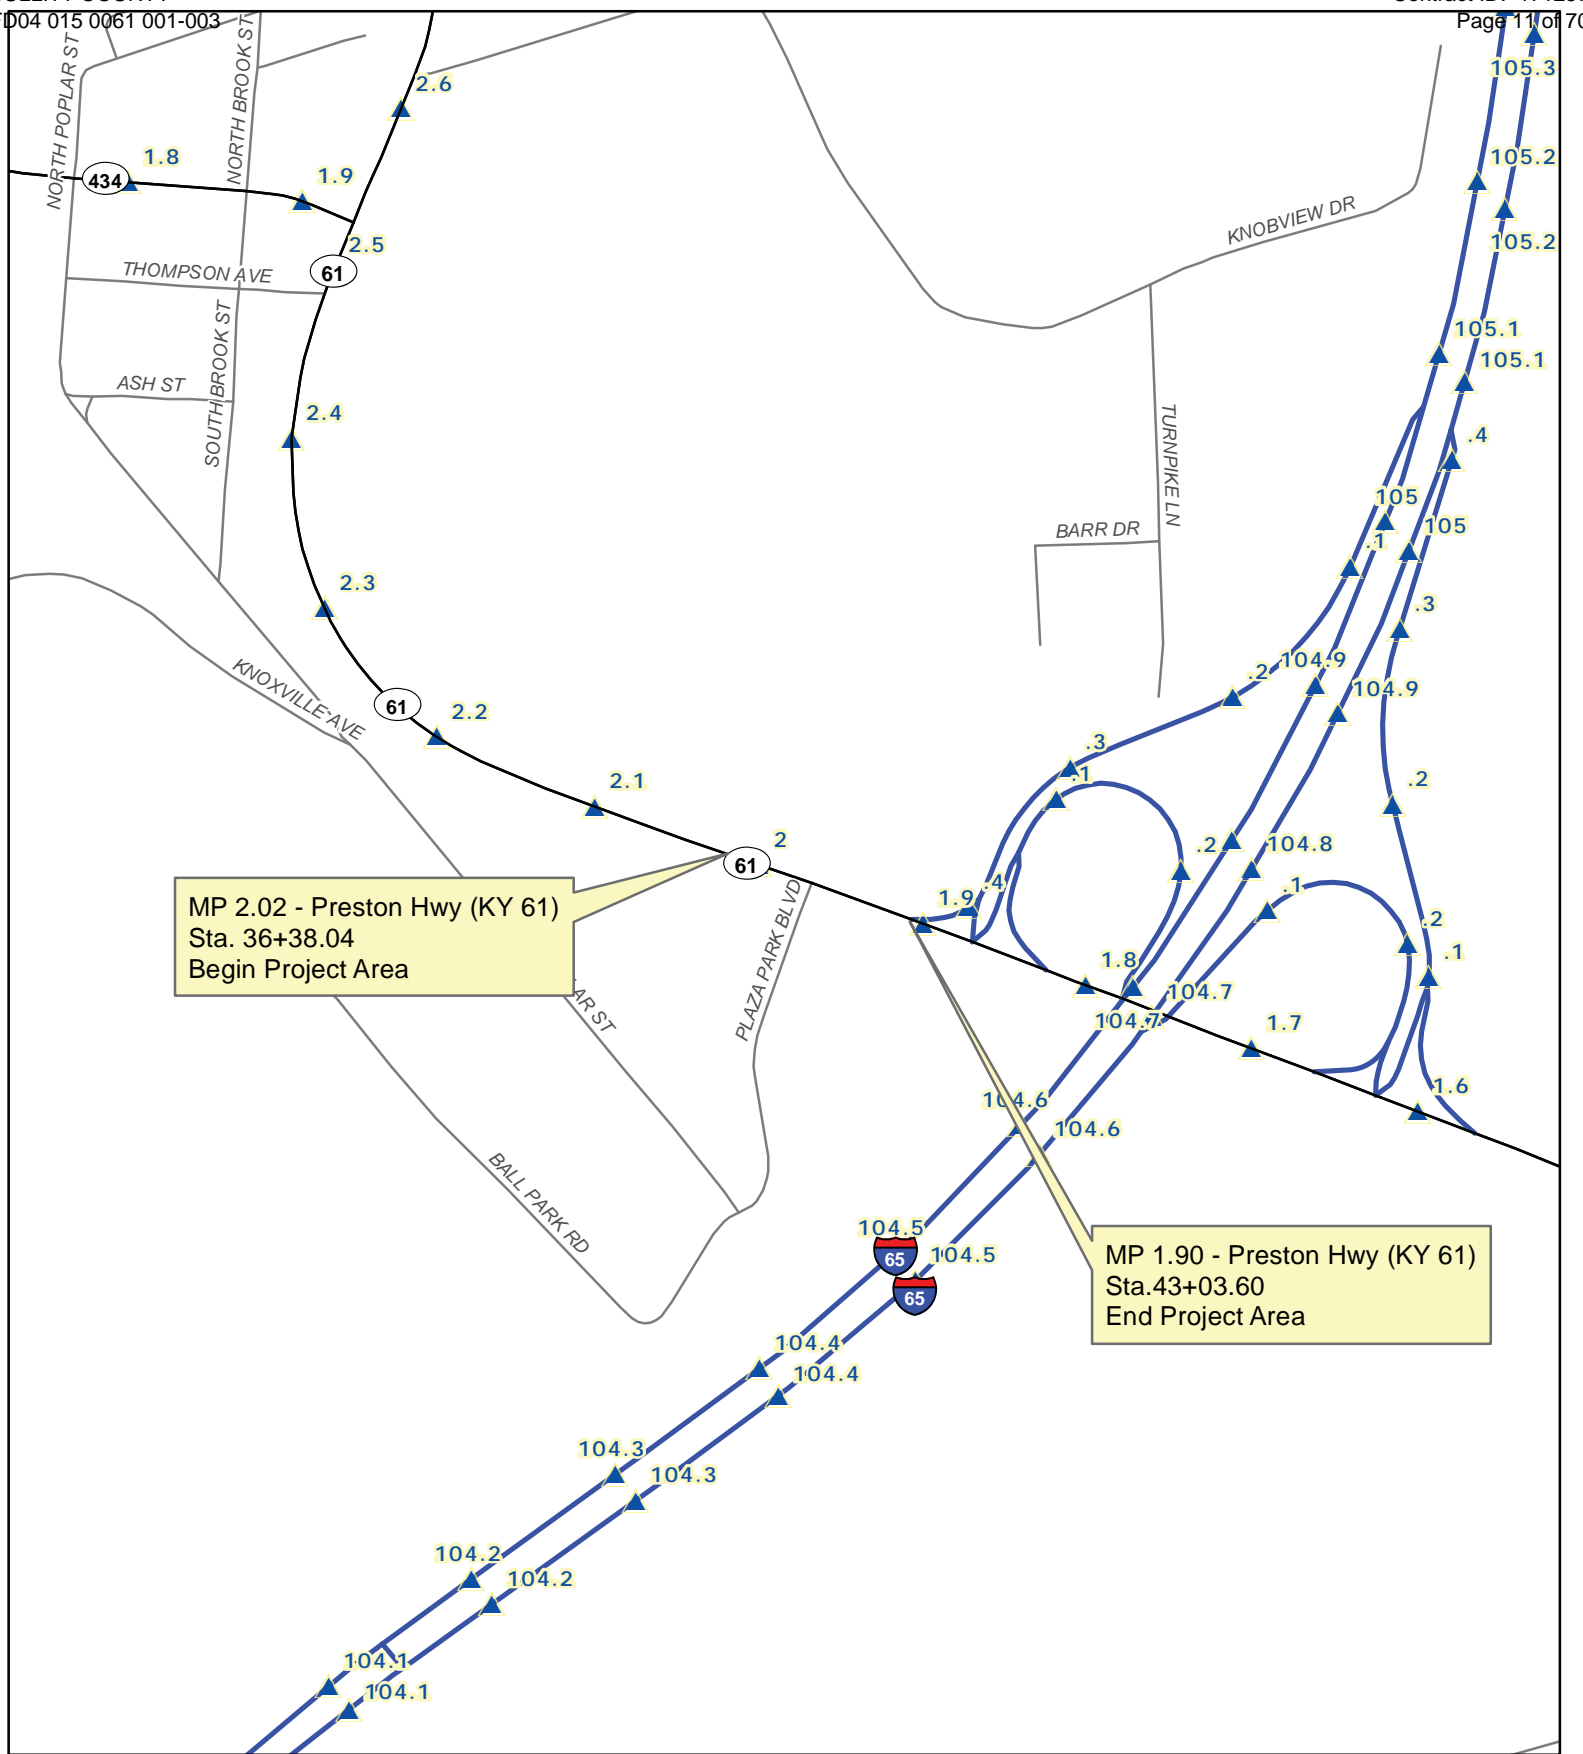 FD04 015 0061 001-003
Page 11 of 70
NORTH POPLAR ST
NORTH BROOK ST
2.6
105.3
1.8
434
1.9
105.2
105.2
KNOBVIEW DR
2.5
61
THOMPSON AVE
SOUTH BROOK ST
105.1
105.1
ASH ST
2.4
TURNPIKE LN
.4
105
105
BARR DR
.1
2.3
.3
KNOXVILLE AVE
61
2.2
.2
104.9
104.9
.3
.1
2.1
.2
2
61
.2
104.8
MP 2.02 - Preston Hwy (KY 61)
Sta. 36+38.04
Begin Project Area
PLAZA PARK BLVD
1.9
.4
.1
.2
.1
1.8
104.7
104.7
1.7
AR ST
1.6
104.6
104.6
BALL PARK RD
104.5
65
104.5
65
MP 1.90 - Preston Hwy (KY 61)
Sta.43+03.60
End Project Area
104.4
104.4
104.3
104.3
104.2
104.2
104.1
104.1